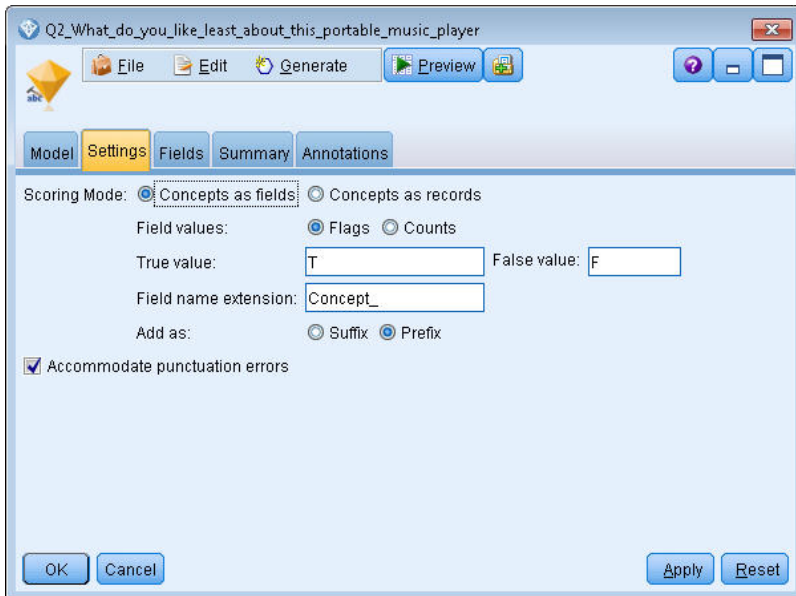 Q2_What_do_you_like_least_about_this_portable_music_player
File Edit Generate Preview
abc
Model Settings Fields Summary Annotations
Scoring Mode: Concepts as fields Concepts as records
Field values: Flags Counts
True value: T False value: F
Field name extension: Concept_
Add as: Suffix Prefix
Accommodate punctuation errors
OK Cancel Apply Reset